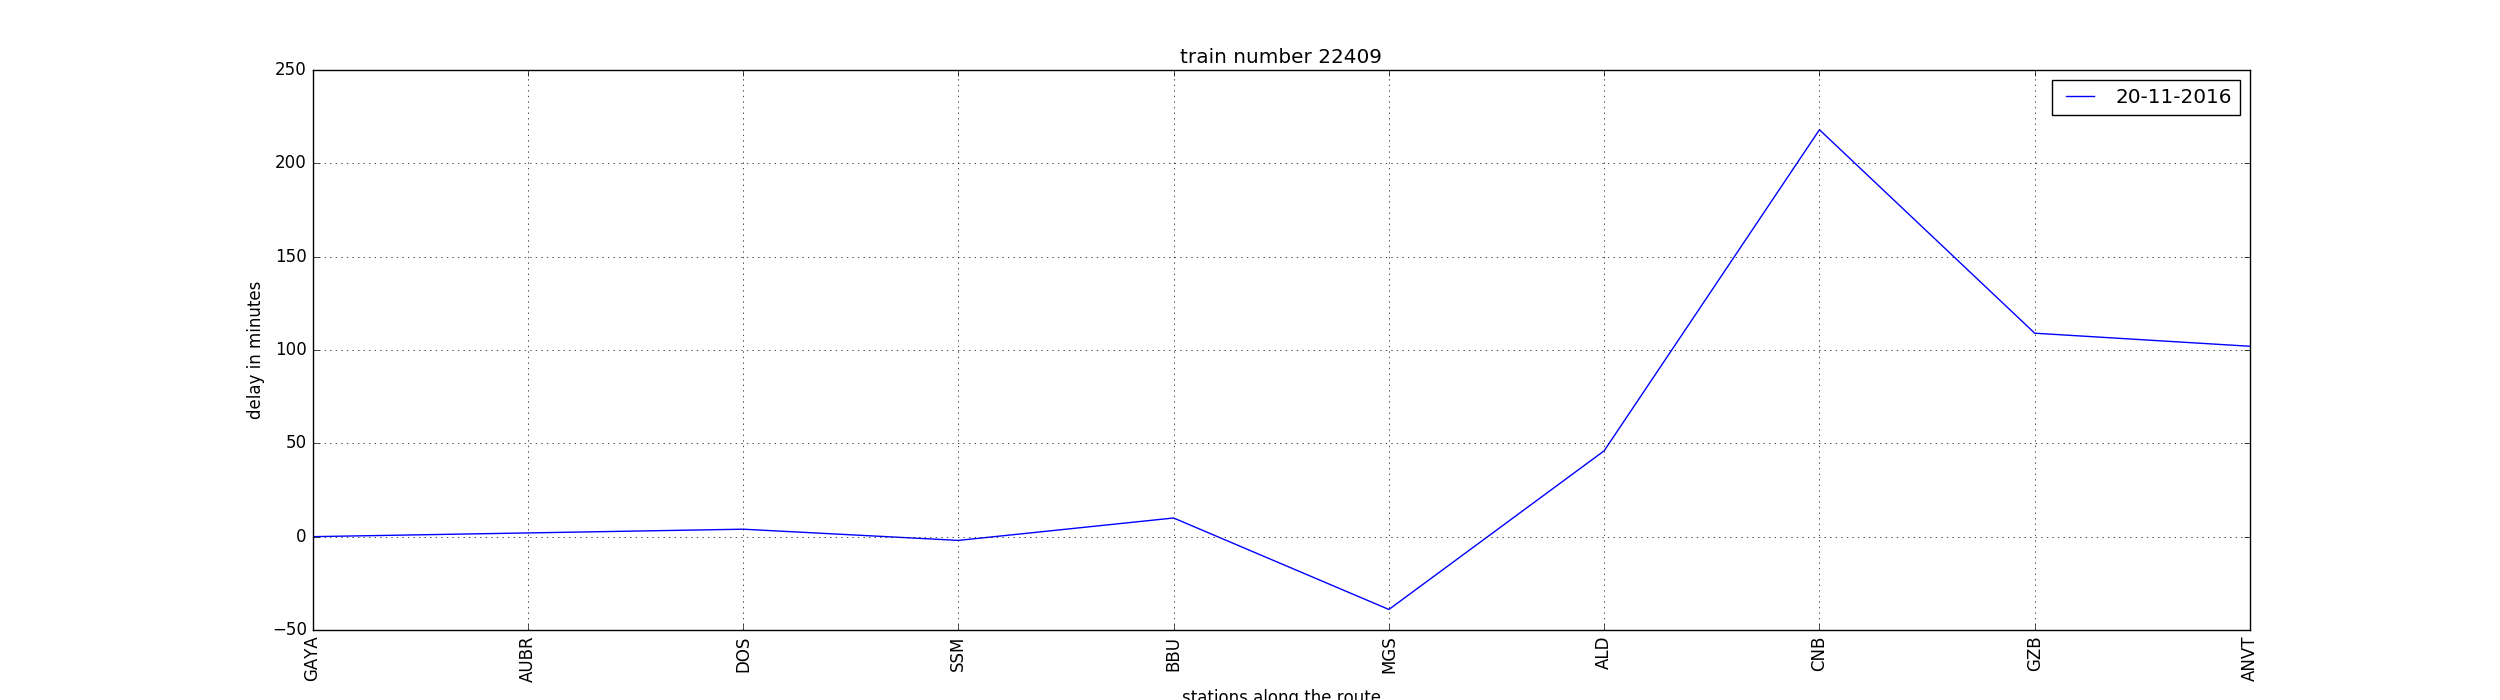 train number 22409
20-11-2016
250
200
150
100
50
0
−50
delay in minutes
GAYA
AUBR
DOS
SSM
BBU
MGS
ALD
CNB
GZB
ANVT
stations along the route